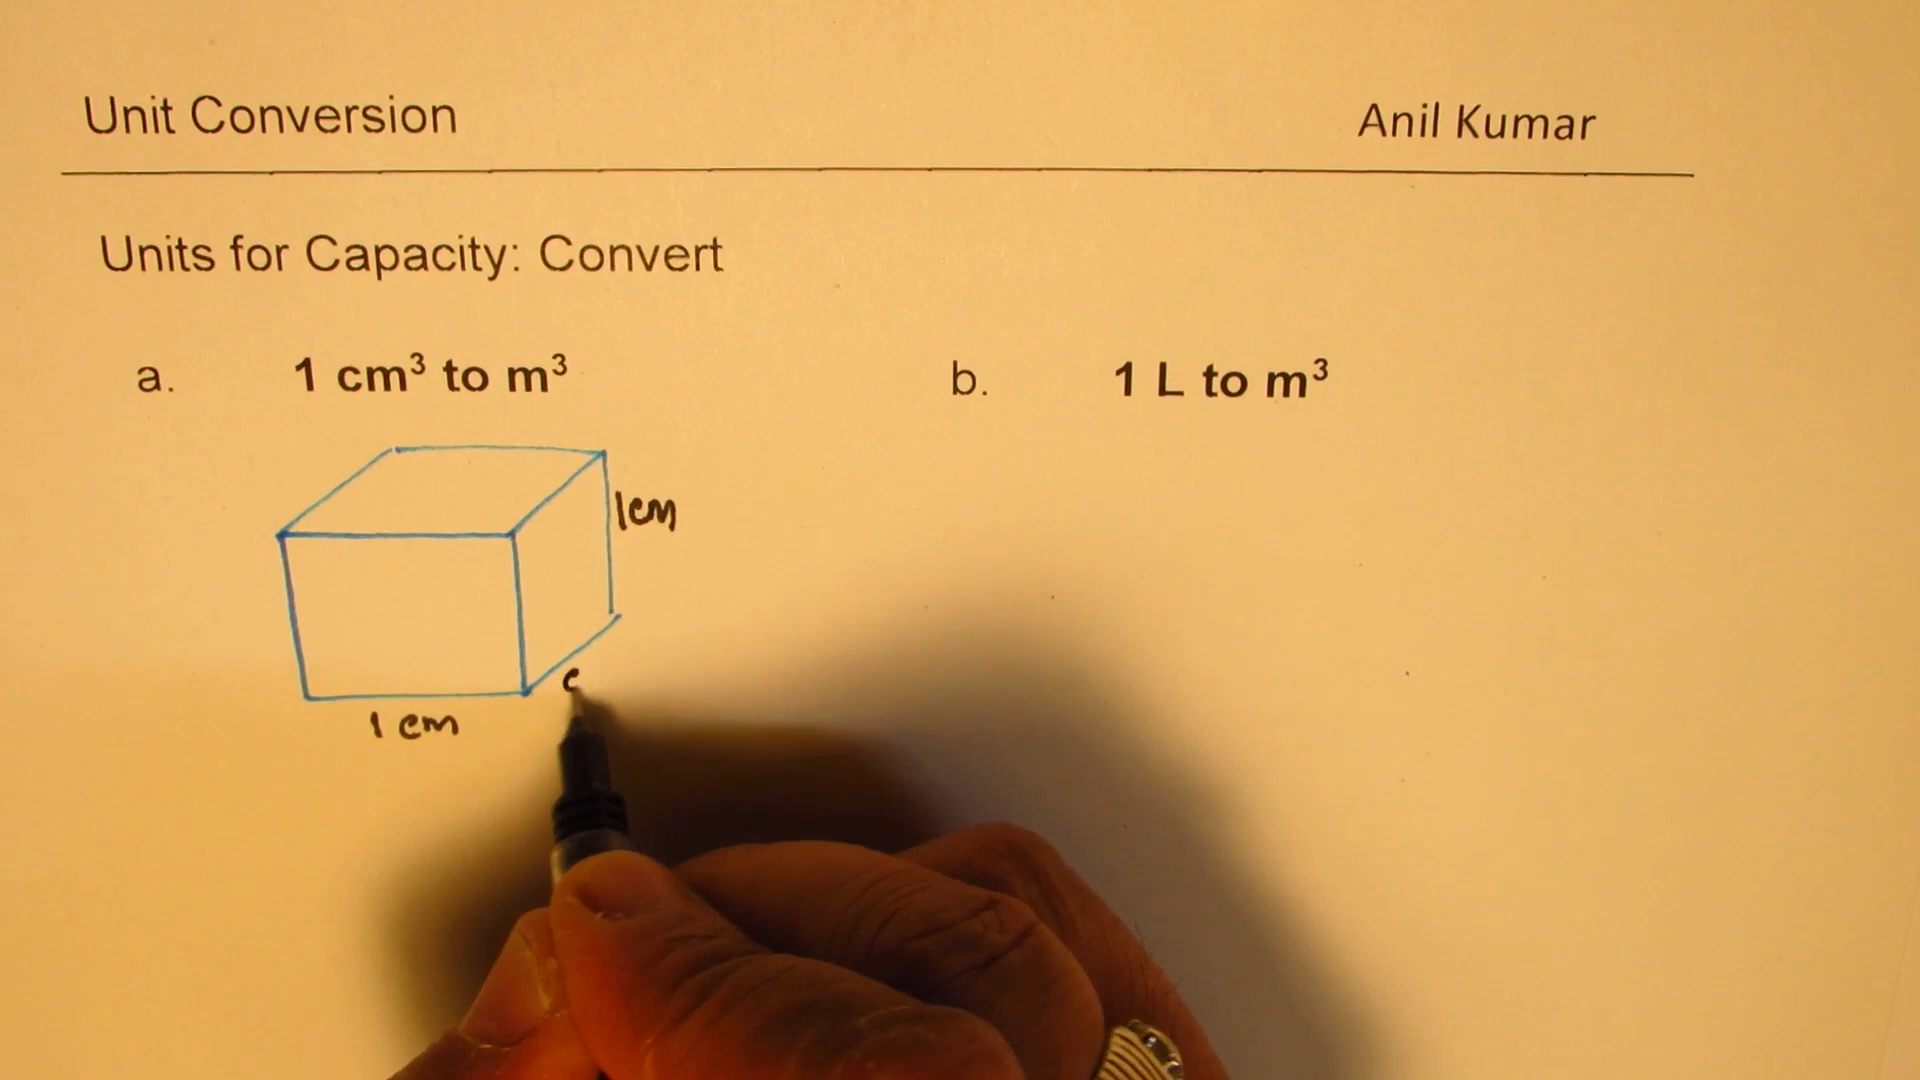 Unit Conversion Anil Kumar
Units for Capacity: Convert
a. 1 cm³ to m³ b. 1 L to m³
1cm
c
1 cm